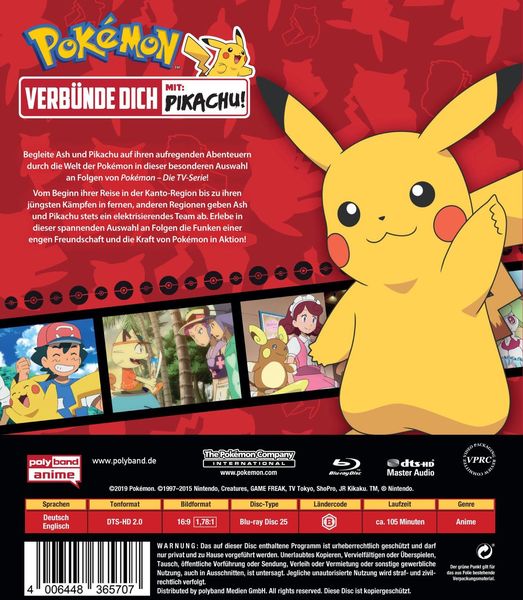 POKÉMON
TM
VERBÜNDE DICH MIT: PIKACHU!
Begleite Ash und Pikachu auf ihren aufregenden Abenteuern
durch die Welt der Pokémon in dieser besonderen Auswahl
an Folgen von Pokémon – Die TV-Serie!
Vom Beginn ihrer Reise in der Kanto-Region bis zu ihren
jüngsten Kämpfen in fernen, anderen Regionen geben Ash
und Pikachu stets ein elektrisierendes Team ab. Erlebe in
dieser spannenden Auswahl an Folgen die Funken einer
engen Freundschaft und die Kraft von Pokémon in Aktion!
polyband
anime
www.polyband.de
The Pokémon Company
INTERNATIONAL
www.pokemon.com
Blu-ray Disc
dts-HD
Master Audio
VPRC
©2019 Pokémon. ©1997–2015 Nintendo, Creatures, GAME FREAK, TV Tokyo, ShoPro, JR Kikaku. TM, ® Nintendo.
Sprachen Tonformat Bildformat Disc-Type Ländercode Laufzeit Genre
Deutsch
Englisch
DTS-HD 2.0 16:9 1,78:1 Blu-ray Disc 25 B ca. 105 Minuten Anime
WARNUNG: Das auf dieser Disc enthaltene Programm ist urheberrechtlich geschützt und darf
nur privat und zu Hause vorgeführt werden. Unerlaubtes Kopieren, Vervielfältigen oder Überspielen,
Tausch, öffentliche Vorführung oder Sendung, Verleih oder Vermietung oder sonstige gewerbliche
Nutzung, auch in Ausschnitten, ist untersagt. Jegliche unautorisierte Nutzung wird straf- und zivil-
rechtlich verfolgt.
Distributed by polyband Medien GmbH. All rights reserved. Diese Disc ist kopiergeschützt.
4 006448 365707
Der grüne Punkt gilt für
das aus Folie bestehende
Verpackungsmaterial.